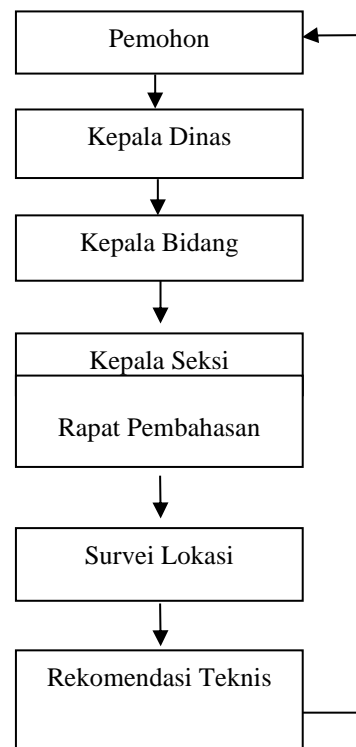 Pemohon
Kepala Dinas
Kepala Bidang
Kepala Seksi
Rapat Pembahasan
Survei Lokasi
Rekomendasi Teknis